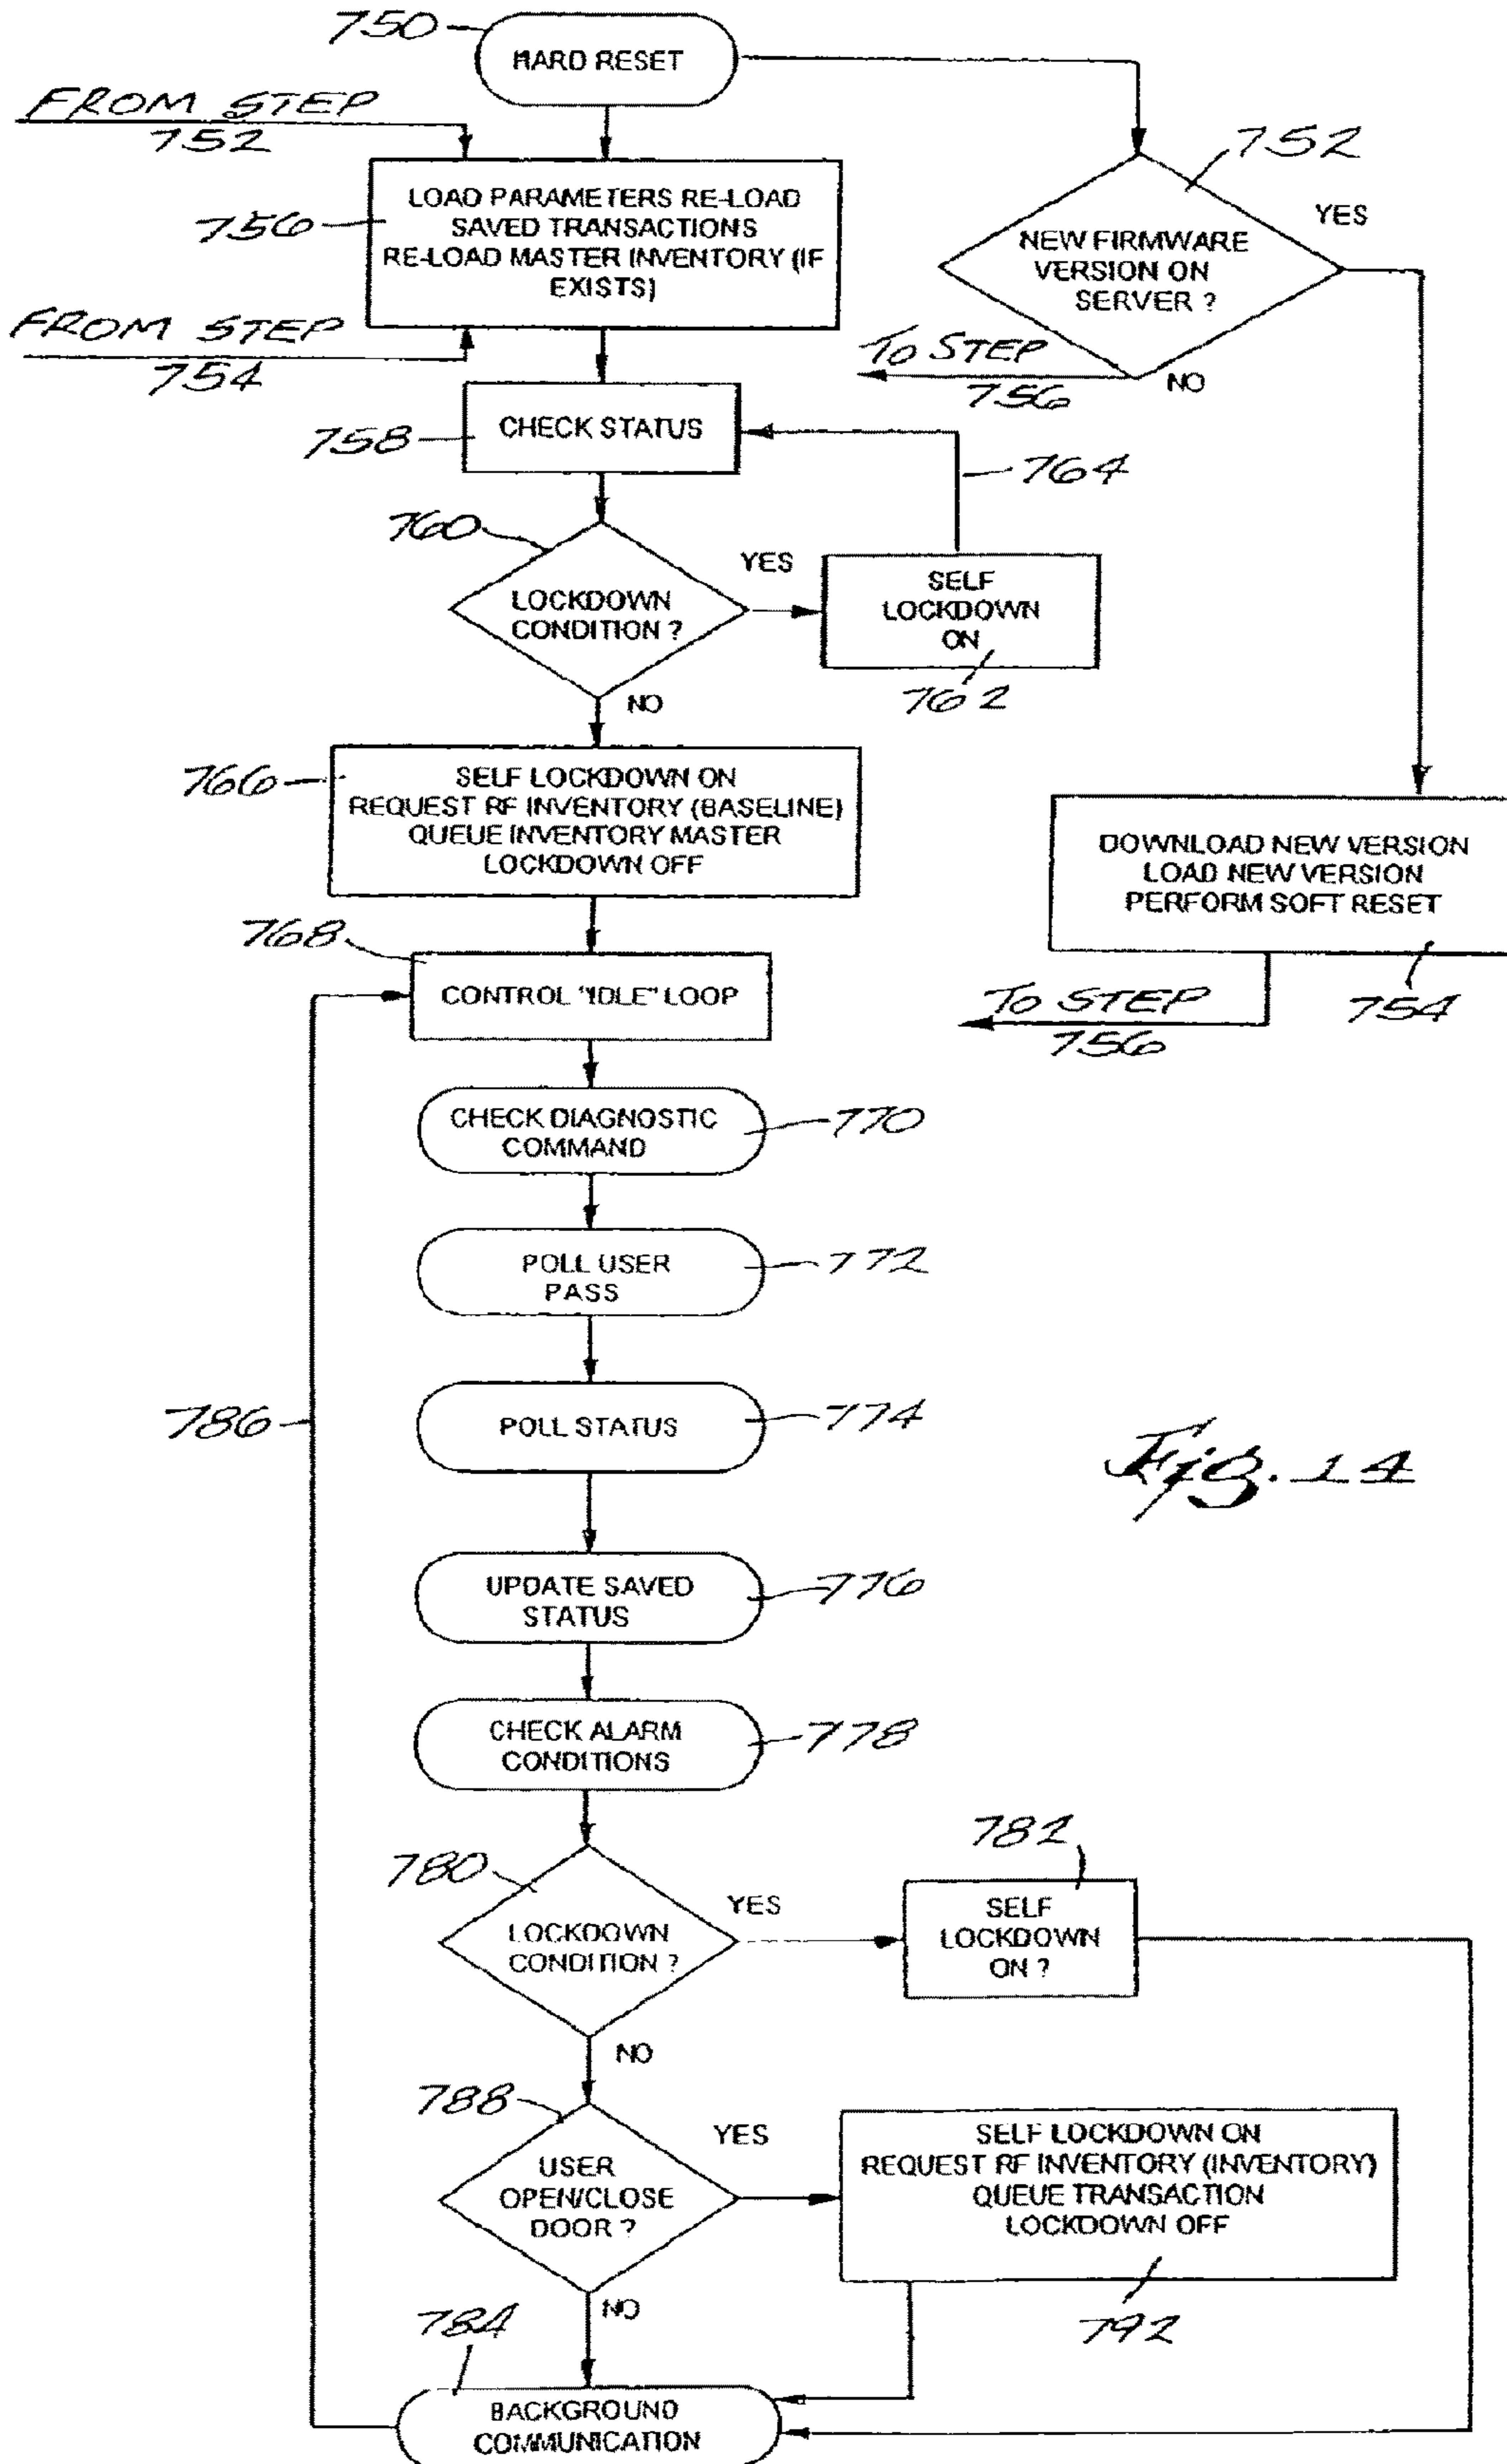 750
HARD RESET
FROM STEP
752
752
756
LOAD PARAMETERS RE-LOAD
SAVED TRANSACTIONS
RE-LOAD MASTER INVENTORY (IF
EXISTS)
YES
NEW FIRMWARE
VERSION ON
SERVER ?
FROM STEP
754
TO STEP
756
NO
758
CHECK STATUS
764
760
YES
LOCKDOWN
CONDITION ?
SELF
LOCKDOWN
ON
762
NO
766
SELF LOCKDOWN ON
REQUEST RF INVENTORY (BASELINE)
QUEUE INVENTORY MASTER
LOCKDOWN OFF
DOWNLOAD NEW VERSION
LOAD NEW VERSION
PERFORM SOFT RESET
754
768
CONTROL "IDLE" LOOP
TO STEP
756
CHECK DIAGNOSTIC
COMMAND
770
POLL USER
PASS
772
786
POLL STATUS
774
Fig. 14
UPDATE SAVED
STATUS
776
CHECK ALARM
CONDITIONS
778
780
YES
782
LOCKDOWN
CONDITION ?
SELF
LOCKDOWN
ON ?
NO
788
YES
USER
OPEN/CLOSE
DOOR ?
SELF LOCKDOWN ON
REQUEST RF INVENTORY (INVENTORY)
QUEUE TRANSACTION
LOCKDOWN OFF
792
NO
784
BACKGROUND
COMMUNICATION